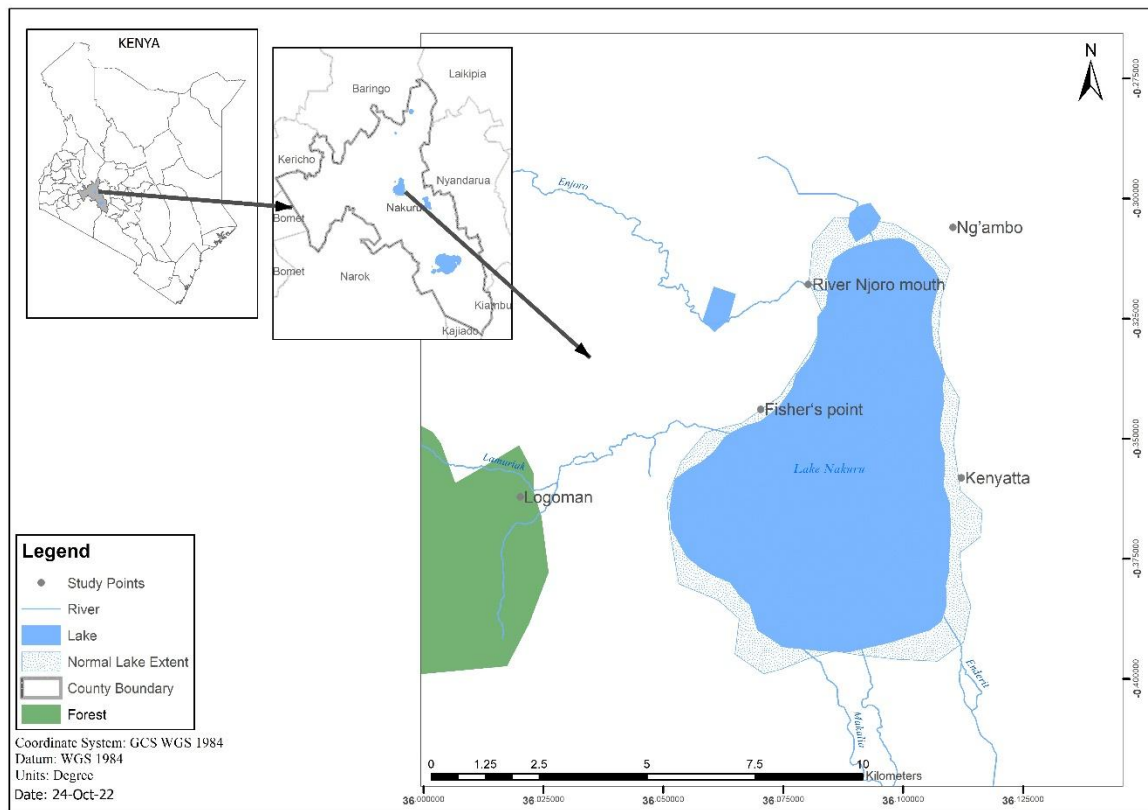 KENYA
Laikipia
Baringo
Kericho
Nyandarua
Nakuru
Bomet
Bomet
Narok
Kiambu
Kajiado
N
Enjoro
Ng'ambo
River Njoro mouth
Fisher's point
Lamuriak
Lake Nakuru
Kenyatta
Logoman
Enderit
Makalia
-0.275000
-0.300000
-0.325000
-0.350000
-0.375000
-0.400000
Legend
Study Points
River
Lake
Normal Lake Extent
County Boundary
Forest
Coordinate System: GCS WGS 1984
Datum: WGS 1984
Units: Degree
Date: 24-Oct-22
0 1.25 2.5 5 7.5 10
Kilometers
36.000000 36.025000 36.050000 36.075000 36.100000 36.125000